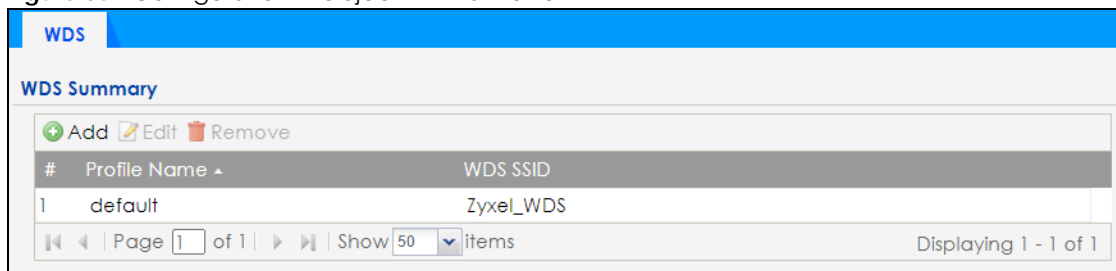 WDS
WDS Summary
Add Edit Remove
# Profile Name WDS SSID
1 default Zyxel_WDS
Page 1 of 1 Show 50 items Displaying 1 - 1 of 1